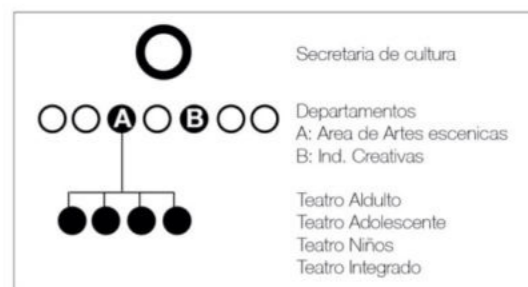 Secretaria de cultura
A B
Departamentos
A: Area de Artes escenicas
B: Ind. Creativas
Teatro Aldulto
Teatro Adolescente
Teatro Niños
Teatro Integrado